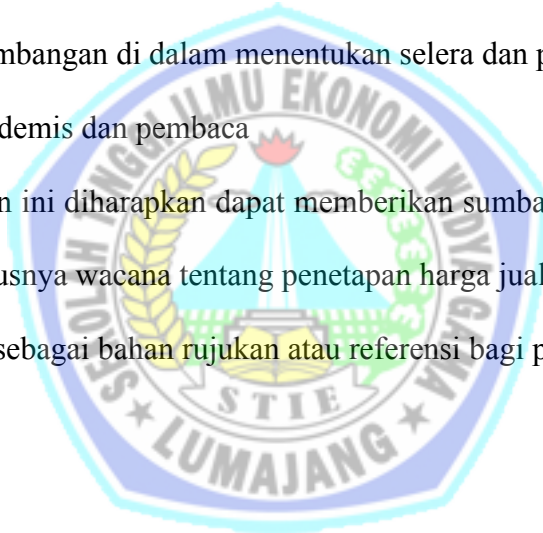 mbangan di dalam menentukan selera dan p
demis dan pembaca
n ini diharapkan dapat memberikan sumba
usnya wacana tentang penetapan harga jual
sebagai bahan rujukan atau referensi bagi p
SEKOLAH TINGGI ILMU EKONOMI WIDYA GAMA
STIE
LUMAJANG